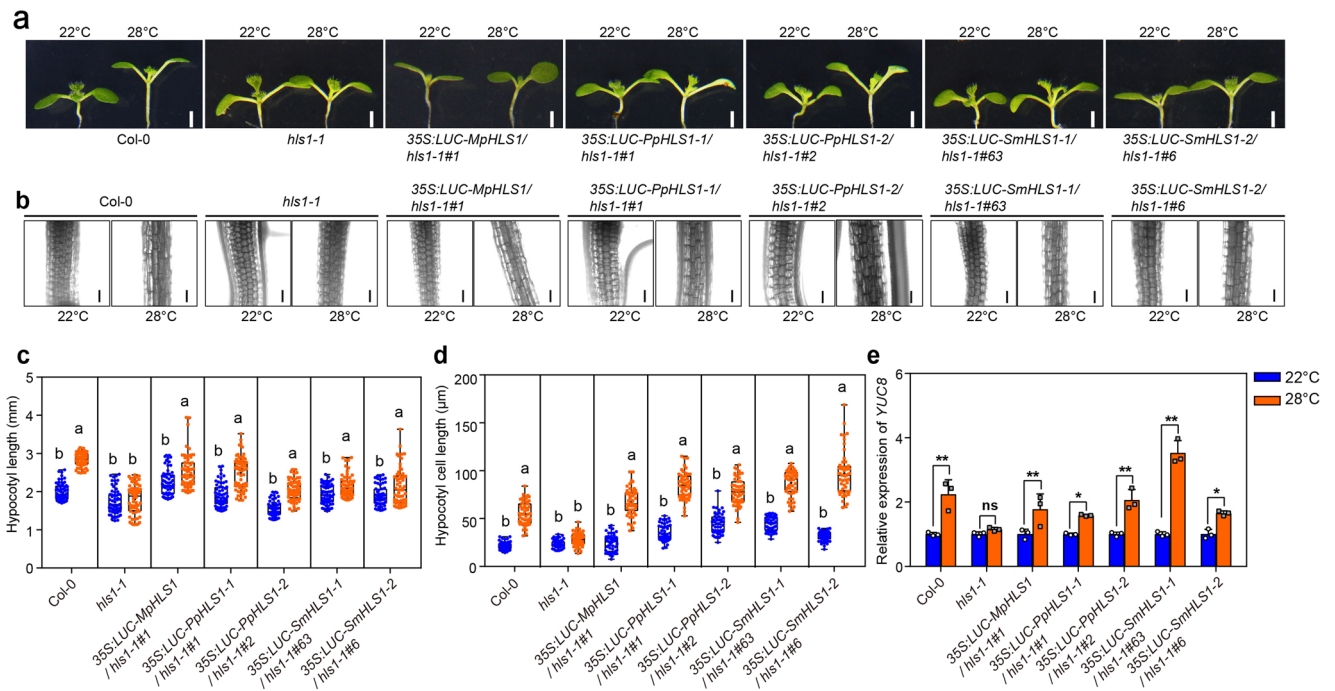 a
22°C 28°C 22°C 28°C 22°C 28°C 22°C 28°C 22°C 28°C 22°C 28°C 22°C 28°C
Col-0 hls1-1 35S:LUC-MpHLS1/ 35S:LUC-PpHLS1-1/ 35S:LUC-PpHLS1-2/ 35S:LUC-SmHLS1-1/ 35S:LUC-SmHLS1-2/
hls1-1#1 hls1-1#1 hls1-1#2 hls1-1#63 hls1-1#6
b
Col-0 hls1-1 35S:LUC-MpHLS1/ 35S:LUC-PpHLS1-1/ 35S:LUC-PpHLS1-2/ 35S:LUC-SmHLS1-1/ 35S:LUC-SmHLS1-2/
hls1-1#1 hls1-1#1 hls1-1#2 hls1-1#63 hls1-1#6
22°C 28°C 22°C 28°C 22°C 28°C 22°C 28°C 22°C 28°C 22°C 28°C 22°C 28°C
c
Hypocotyl length (mm)
5
4
3
2
1
0
b a b b b a b a b a b a b a
Col-0
hls1-1
35S:LUC-MpHLS1
/ hls1-1#1
35S:LUC-PpHLS1-1
/ hls1-1#1
35S:LUC-PpHLS1-2
/ hls1-1#2
35S:LUC-SmHLS1-1
/ hls1-1#63
35S:LUC-SmHLS1-2
/ hls1-1#6
d
Hypocotyl cell length (µm)
200
150
100
50
0
b a b b b a b a b a b a b a
Col-0
hls1-1
35S:LUC-MpHLS1
/ hls1-1#1
35S:LUC-PpHLS1-1
/ hls1-1#1
35S:LUC-PpHLS1-2
/ hls1-1#2
35S:LUC-SmHLS1-1
/ hls1-1#63
35S:LUC-SmHLS1-2
/ hls1-1#6
e
Relative expression of YUC8
6
4
2
0
** ns ** * ** ** *
22°C
28°C
Col-0
hls1-1
35S:LUC-MpHLS1
/ hls1-1#1
35S:LUC-PpHLS1-1
/ hls1-1#1
35S:LUC-PpHLS1-2
/ hls1-1#2
35S:LUC-SmHLS1-1
/ hls1-1#63
35S:LUC-SmHLS1-2
/ hls1-1#6